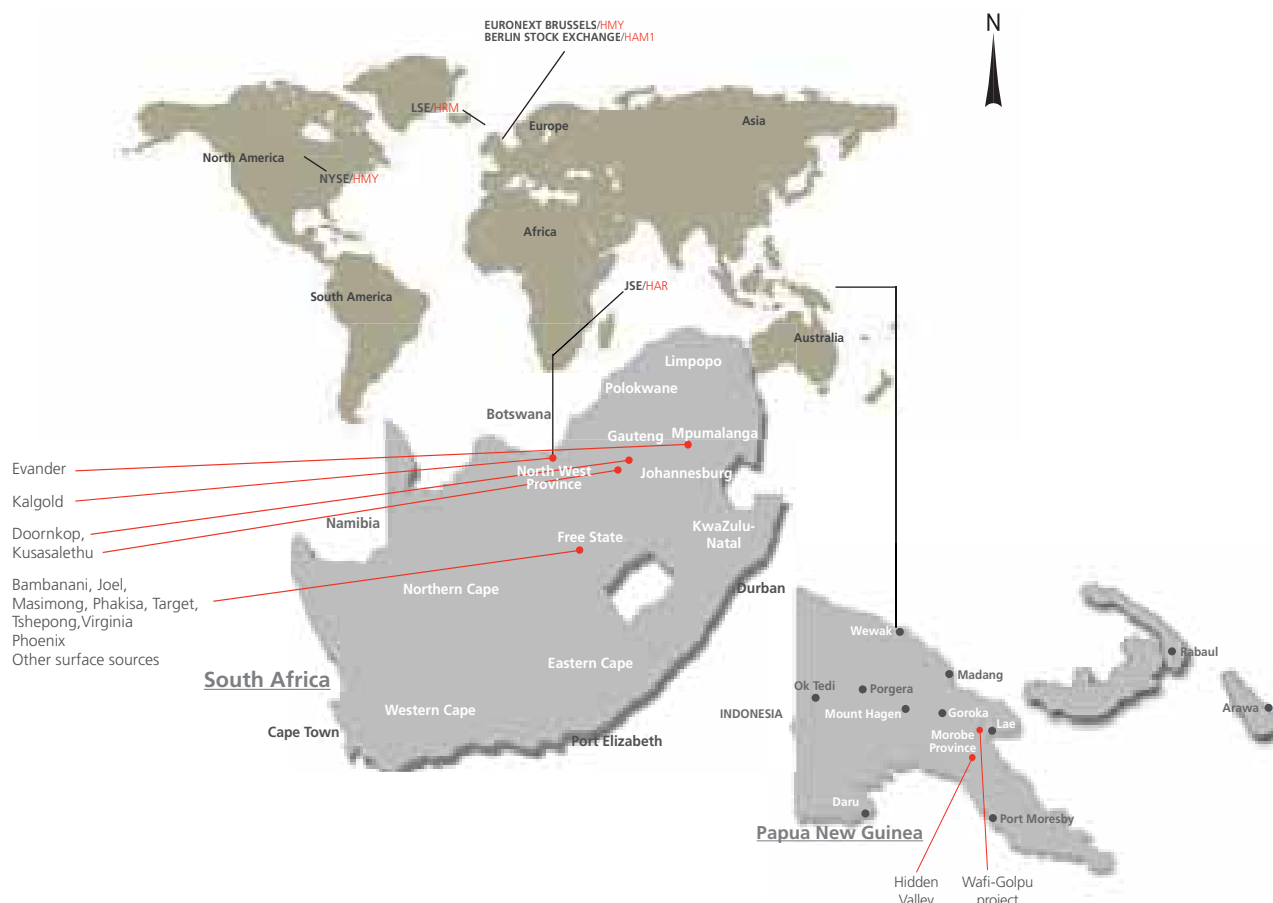 EURONEXT BRUSSELS/HMY
BERLIN STOCK EXCHANGE/HAM1
N
LSE/HRM
Europe
Asia
North America
NYSE/HMY
Africa
JSE/HAR
South America
Australia
Limpopo
Polokwane
Botswana
Gauteng
Mpumalanga
Evander
North West
Province
Johannesburg
Kalgold
Namibia
KwaZulu-
Natal
Doornkop,
Kusasalethu
Free State
Bambanani, Joel,
Masimong, Phakisa, Target,
Tshepong,Virginia
Phoenix
Other surface sources
Northern Cape
Durban
Eastern Cape
South Africa
Western Cape
Cape Town
Port Elizabeth
Wewak
Rabaul
Madang
Ok Tedi
Porgera
INDONESIA
Mount Hagen
Goroka
Arawa
Lae
Morobe
Province
Daru
Port Moresby
Papua New Guinea
Hidden
Valley
Wafi-Golpu
project